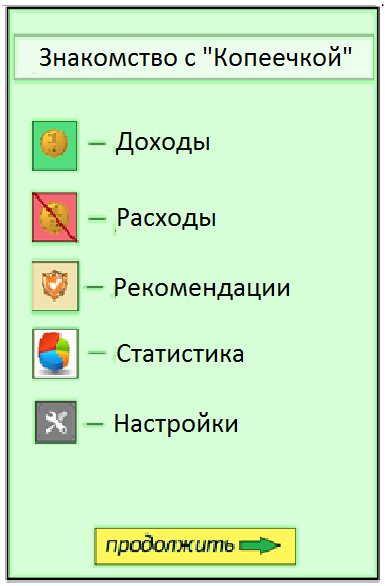 Знакомство с "Копеечкой"
– Доходы
– Расходы
– Рекомендации
– Статистика
– Настройки
продолжить